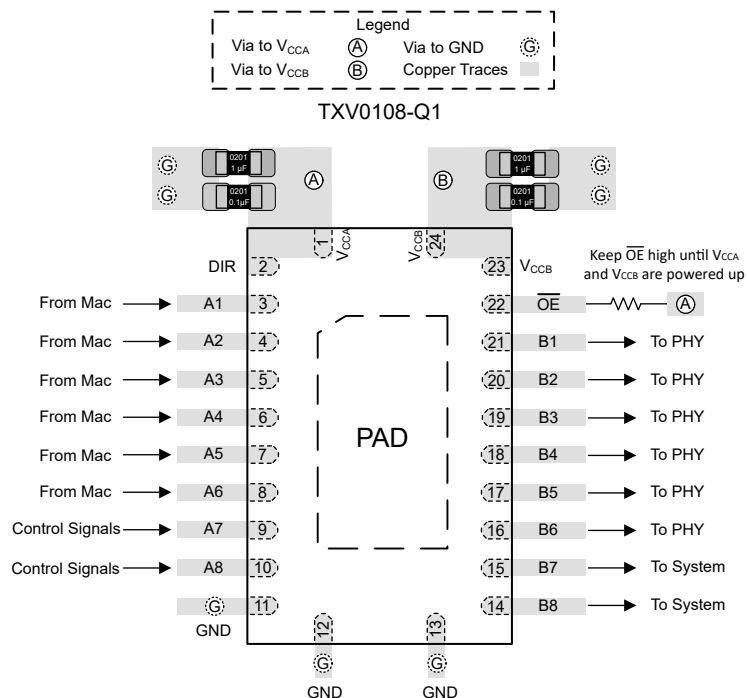 Legend
Via to VCCA A Via to GND G
Via to VCCB B Copper Traces
TXV0108-Q1
G 0201 1 µF A B 0201 1 µF G
G 0201 0.1µF 0201 0.1 µF G
1 VCCA VCCB 24
DIR 2 23 VCCB
Keep OE high until VCCA
and VCCB are powered up
From Mac A1 3 22 OE A
From Mac A2 4 21 B1 To PHY
From Mac A3 5 20 B2 To PHY
From Mac A4 6 19 B3 To PHY
From Mac A5 7 18 B4 To PHY
From Mac A6 8 17 B5 To PHY
Control Signals A7 9 16 B6 To PHY
Control Signals A8 10 15 B7 To System
G 11 14 B8 To System
GND
PAD
12 13
G G
GND GND